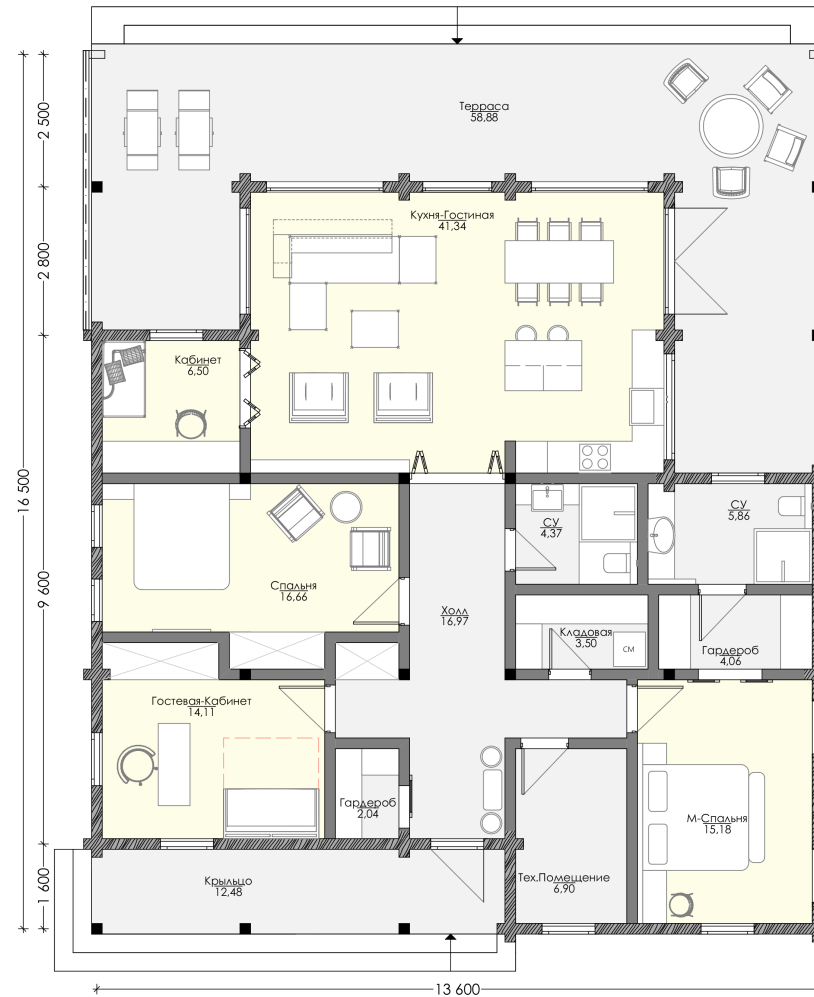 Терраса
58,88
2 500
Кухня-Гостиная
41,34
2 800
Кабинет
6,50
16 500
СУ
5,86
СУ
4,37
9 600
Спальня
16,66
Холл
16,97
Кладовая
3,50
СМ
Гардероб
4,06
Гостевая-Кабинет
14,11
Гардероб
2,04
М-Спальня
15,18
Крыльцо
12,48
Тех.Помещение
6,90
1 600
13 600